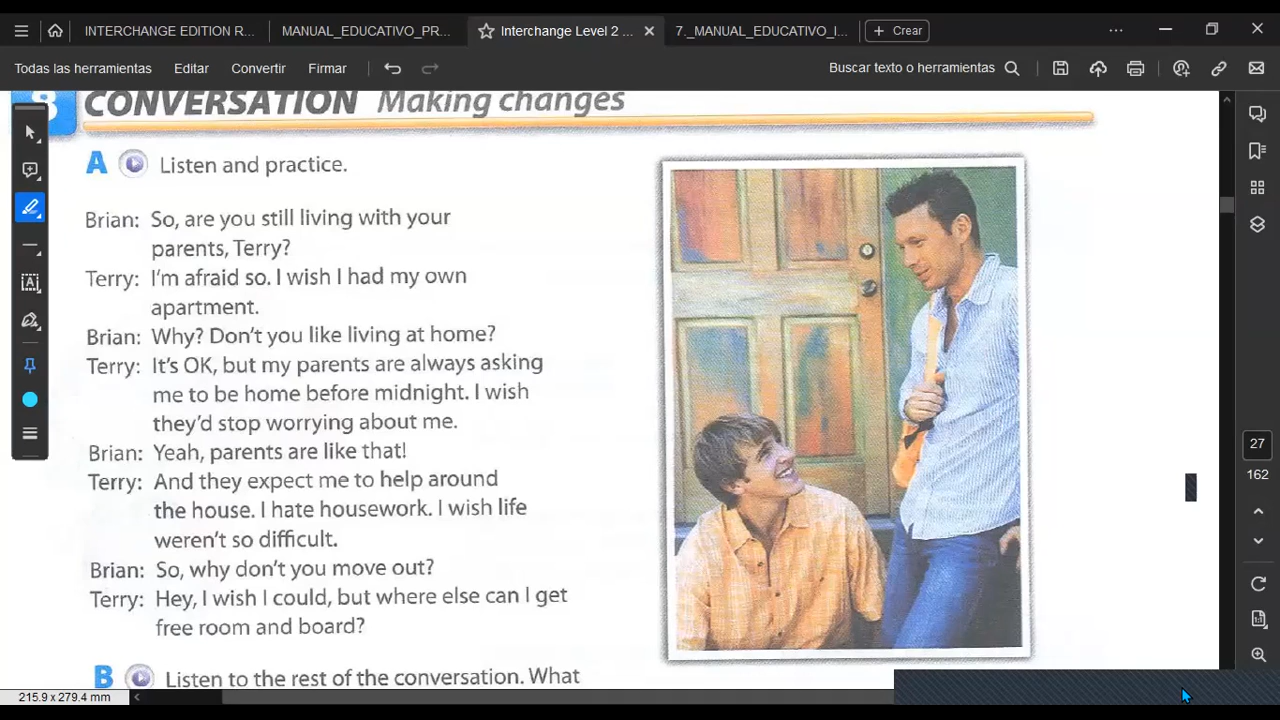 INTERCHANGE EDITION R...
MANUAL_EDUCATIVO_PR...
Interchange Level 2 ...
7._MANUAL_EDUCATIVO_I...
Crear
Todas las herramientas
Editar
Convertir
Firmar
Buscar texto o herramientas
8 CONVERSATION Making changes
A Listen and practice.
Brian: So, are you still living with your
parents, Terry?
Terry: I'm afraid so. I wish I had my own
apartment.
Brian: Why? Don't you like living at home?
Terry: It's OK, but my parents are always asking
me to be home before midnight. I wish
they'd stop worrying about me.
Brian: Yeah, parents are like that!
Terry: And they expect me to help around
the house. I hate housework. I wish life
weren't so difficult.
Brian: So, why don't you move out?
Terry: Hey, I wish I could, but where else can I get
free room and board?
B Listen to the rest of the conversation. What
27
162
215.9 x 279.4 mm